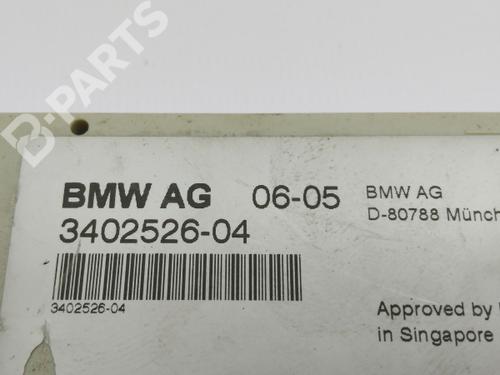 B-PARTS
BMW AG 06-05
3402526-04
3402526-04
BMW AG
D-80788 Münch
Approved by
in Singapore